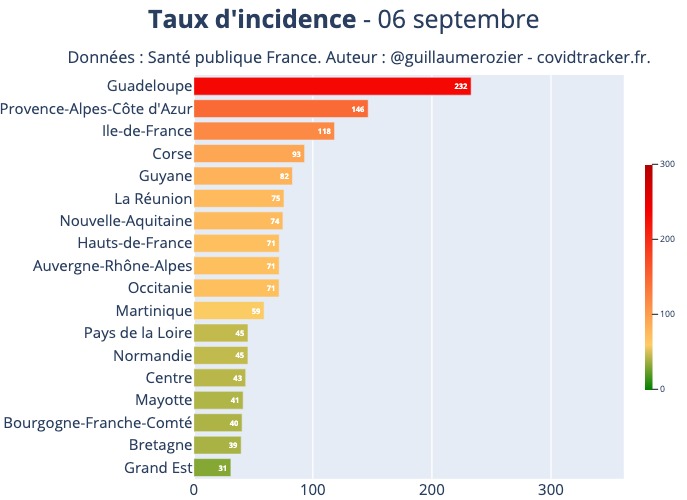 Taux d'incidence - 06 septembre
Données : Santé publique France. Auteur : @guillaumerozier - covidtracker.fr.
Guadeloupe 232
Provence-Alpes-Côte d'Azur 146
Ile-de-France 118
Corse 93
Guyane 82
La Réunion 75
Nouvelle-Aquitaine 74
Hauts-de-France 71
Auvergne-Rhône-Alpes 71
Occitanie 71
Martinique 59
Pays de la Loire 45
Normandie 45
Centre 43
Mayotte 41
Bourgogne-Franche-Comté 40
Bretagne 39
Grand Est 31
0 100 200 300
300
200
100
0